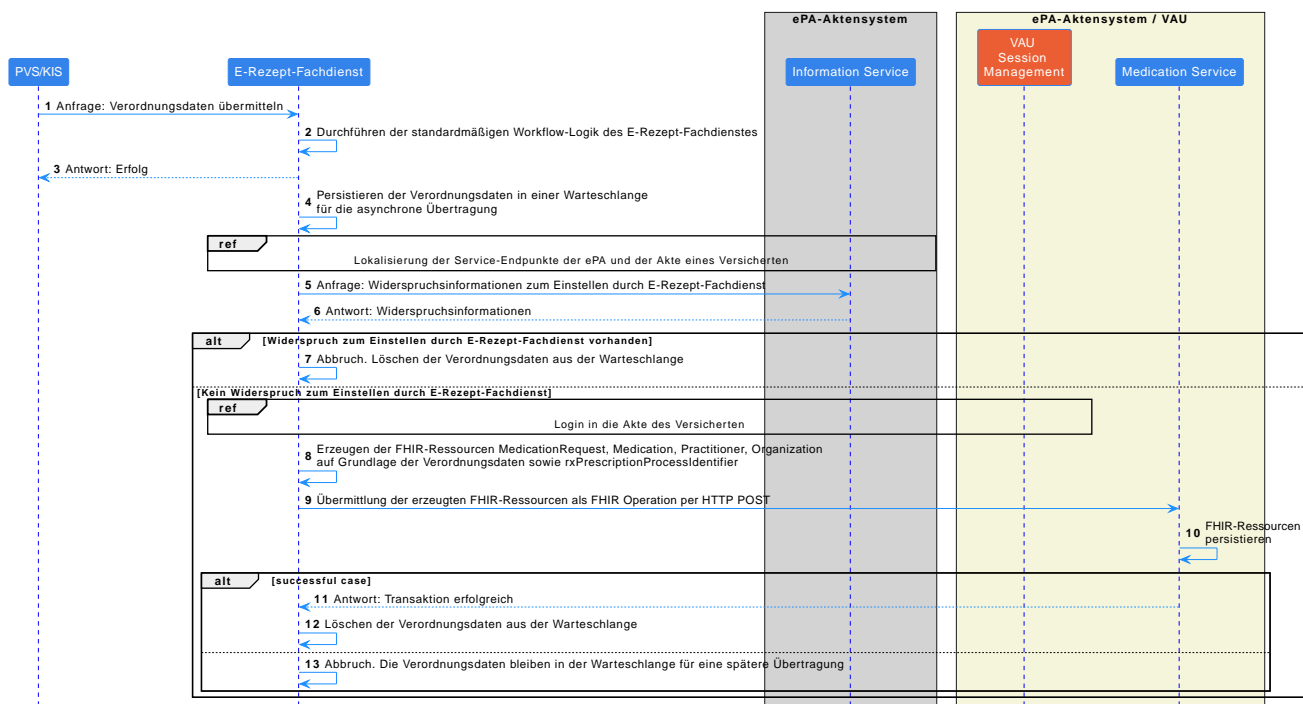 ePA-Aktensystem
ePA-Aktensystem / VAU
PVS/KIS
E-Rezept-Fachdienst
Information Service
VAU
Session
Management
Medication Service
1 Anfrage: Verordnungsdaten übermitteln
2 Durchführen der standardmäßigen Workflow-Logik des E-Rezept-Fachdienstes
3 Antwort: Erfolg
4 Persistieren der Verordnungsdaten in einer Warteschlange
für die asynchrone Übertragung
ref
Lokalisierung der Service-Endpunkte der ePA und der Akte eines Versicherten
5 Anfrage: Widerspruchsinformationen zum Einstellen durch E-Rezept-Fachdienst
6 Antwort: Widerspruchsinformationen
alt [Widerspruch zum Einstellen durch E-Rezept-Fachdienst vorhanden]
7 Abbruch. Löschen der Verordnungsdaten aus der Warteschlange
[Kein Widerspruch zum Einstellen durch E-Rezept-Fachdienst]
ref
Login in die Akte des Versicherten
8 Erzeugen der FHIR-Ressourcen MedicationRequest, Medication, Practitioner, Organization
auf Grundlage der Verordnungsdaten sowie rxPrescriptionProcessIdentifier
9 Übermittlung der erzeugten FHIR-Ressourcen als FHIR Operation per HTTP POST
10 FHIR-Ressourcen
persistieren
alt [successful case]
11 Antwort: Transaktion erfolgreich
12 Löschen der Verordnungsdaten aus der Warteschlange
13 Abbruch. Die Verordnungsdaten bleiben in der Warteschlange für eine spätere Übertragung